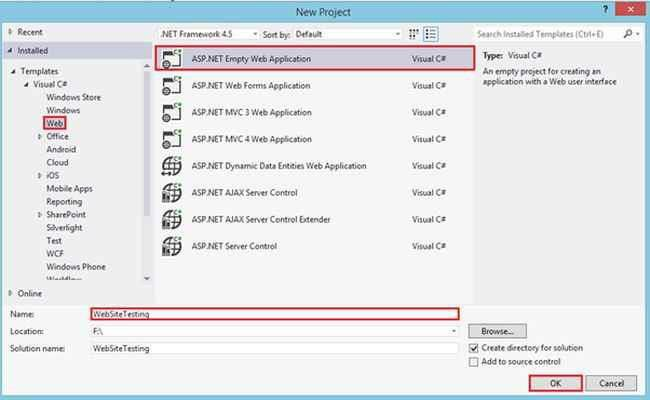 New Project
?
Recent
.NET Framework 4.5
Sort by:
Default
Search Installed Templates (Ctrl+E)
Installed
Templates
Visual C#
Windows Store
Windows
Web
Office
Android
Cloud
iOS
Mobile Apps
Reporting
SharePoint
Silverlight
Test
WCF
Windows Phone
Workflow
Online
ASP.NET Empty Web Application Visual C#
ASP.NET Web Forms Application Visual C#
ASP.NET MVC 3 Web Application Visual C#
ASP.NET MVC 4 Web Application Visual C#
ASP.NET Dynamic Data Entities Web Application Visual C#
ASP.NET AJAX Server Control Visual C#
ASP.NET AJAX Server Control Extender Visual C#
ASP.NET Server Control Visual C#
Type: Visual C#
An empty project for creating an
application with a Web user interface
Name: WebSiteTesting
Location: F:\
Browse...
Solution name: WebSiteTesting
Create directory for solution
Add to source control
OK
Cancel